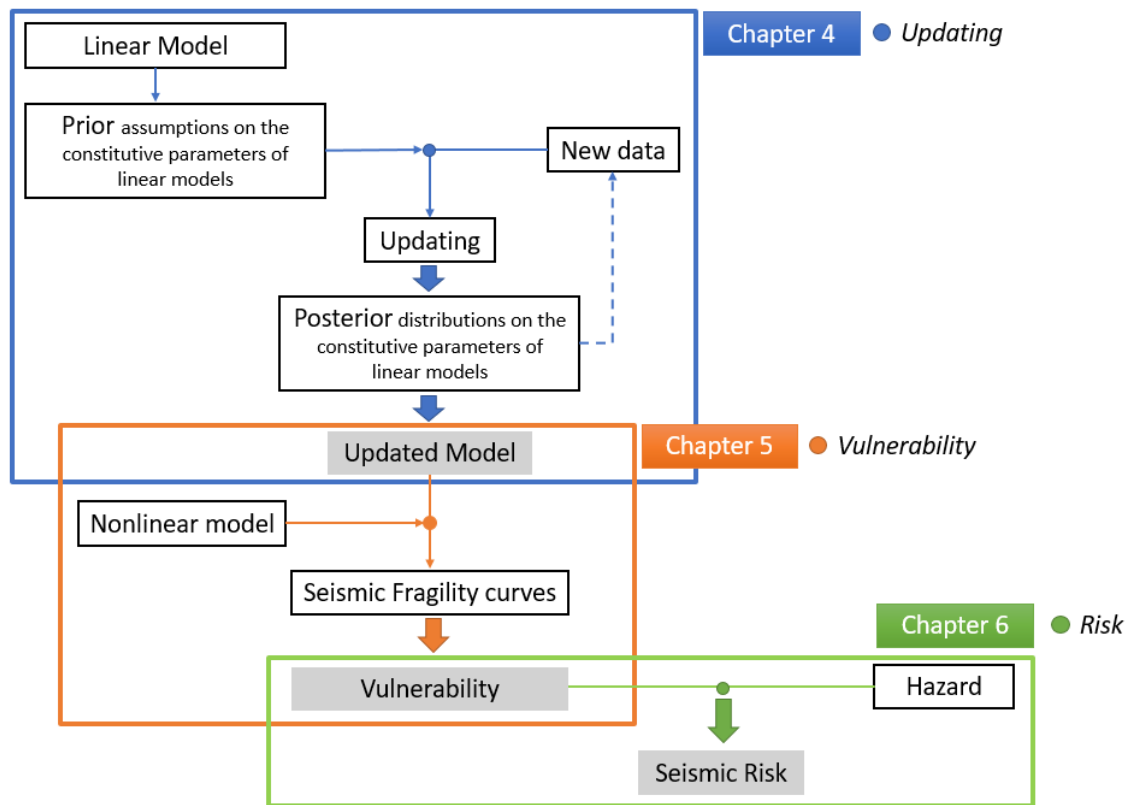 Linear Model
Chapter 4
Updating
Prior assumptions on the
constitutive parameters of
linear models
New data
Updating
Posterior distributions on the
constitutive parameters of
linear models
Updated Model
Chapter 5
Vulnerability
Nonlinear model
Seismic Fragility curves
Chapter 6
Risk
Vulnerability
Hazard
Seismic Risk